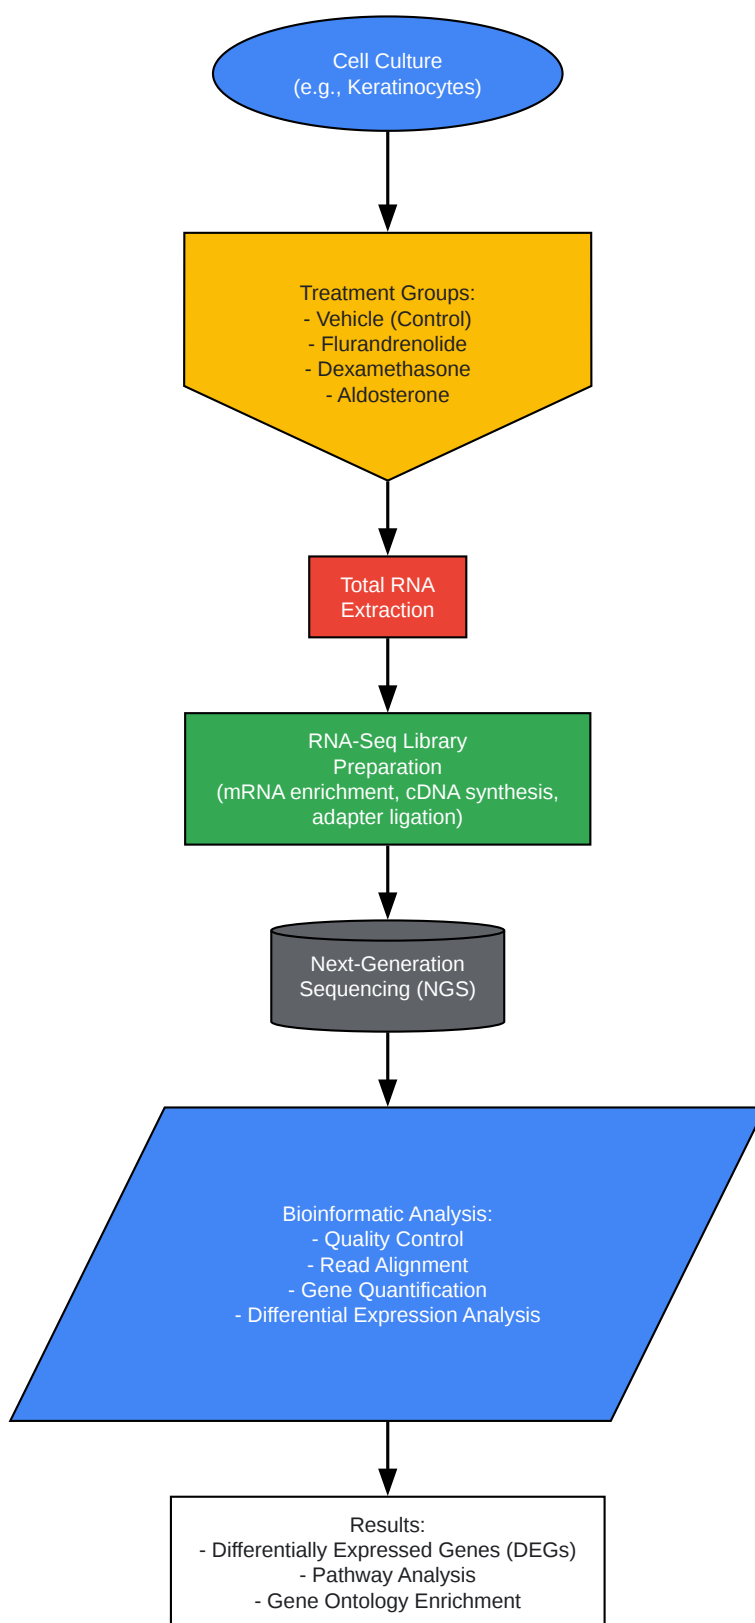 Cell Culture
(e.g., Keratinocytes)
Treatment Groups:
- Vehicle (Control)
- Flurandrenolide
- Dexamethasone
- Aldosterone
Total RNA
Extraction
RNA-Seq Library
Preparation
(mRNA enrichment, cDNA synthesis,
adapter ligation)
Next-Generation
Sequencing (NGS)
Bioinformatic Analysis:
- Quality Control
- Read Alignment
- Gene Quantification
- Differential Expression Analysis
Results:
- Differentially Expressed Genes (DEGs)
- Pathway Analysis
- Gene Ontology Enrichment